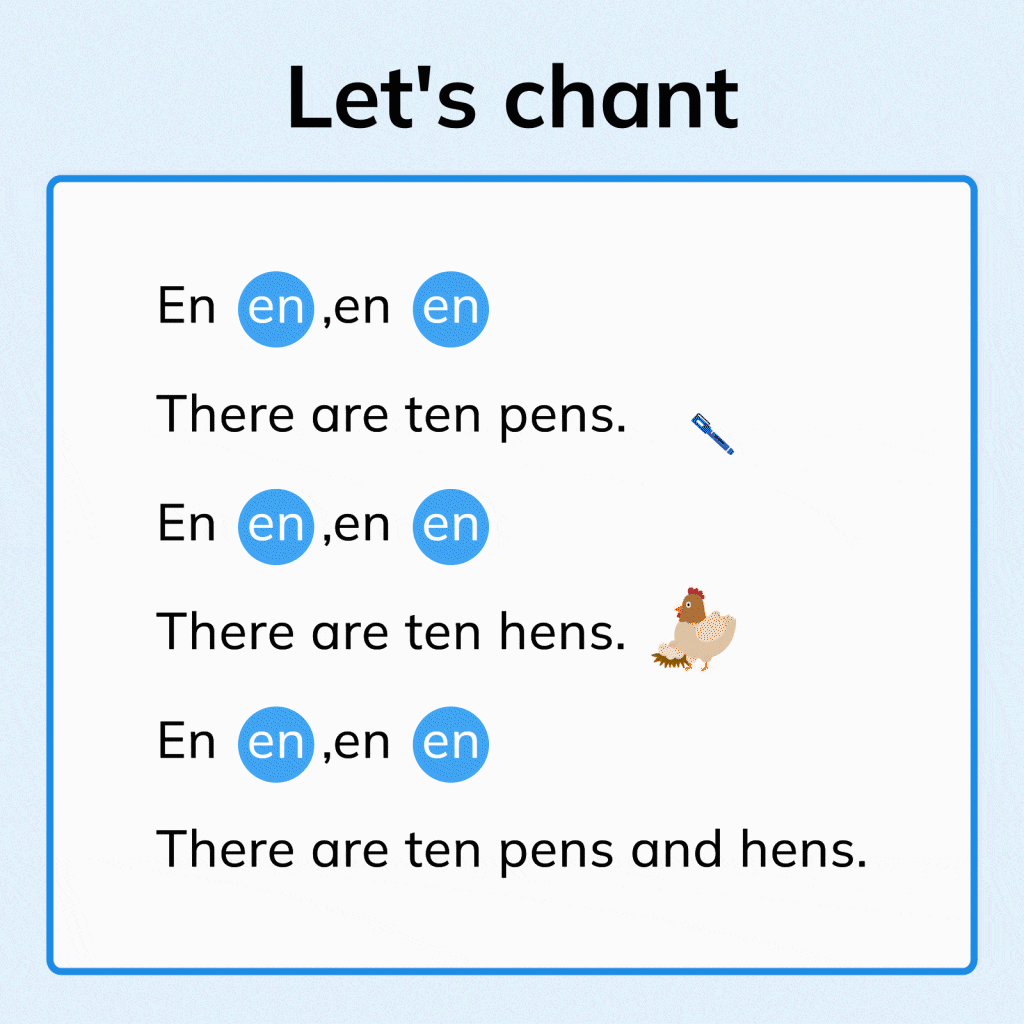 Let's chant
En en ,en en
There are ten pens.
En en ,en en
There are ten hens.
En en ,en en
There are ten pens and hens.